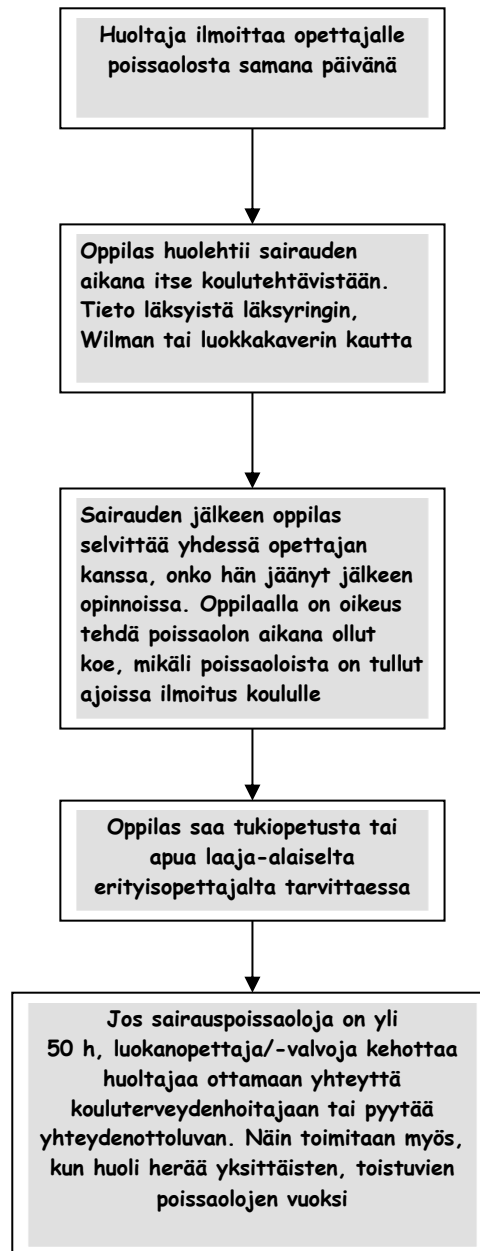 Huoltaja ilmoittaa opettajalle
poissaolosta samana päivänä
Oppilas huolehtii sairauden
aikana itse koulutehtävistään.
Tieto läksyistä läksyringin,
Wilman tai luokkakaverin kautta
Sairauden jälkeen oppilas
selvittää yhdessä opettajan
kanssa, onko hän jäänyt jälkeen
opinnoissa. Oppilaalla on oikeus
tehdä poissaolon aikana ollut
koe, mikäli poissaoloista on tullut
ajoissa ilmoitus koululle
Oppilas saa tukiopetusta tai
apua laaja-alaiselta
erityisopettajalta tarvittaessa
Jos sairauspoissaoloja on yli
50 h, luokanopettaja/-valvoja kehottaa
huoltajaa ottamaan yhteyttä
kouluterveydenhoitajaan tai pyytää
yhteydenottoluvan. Näin toimitaan myös,
kun huoli herää yksittäisten, toistuvien
poissaolojen vuoksi